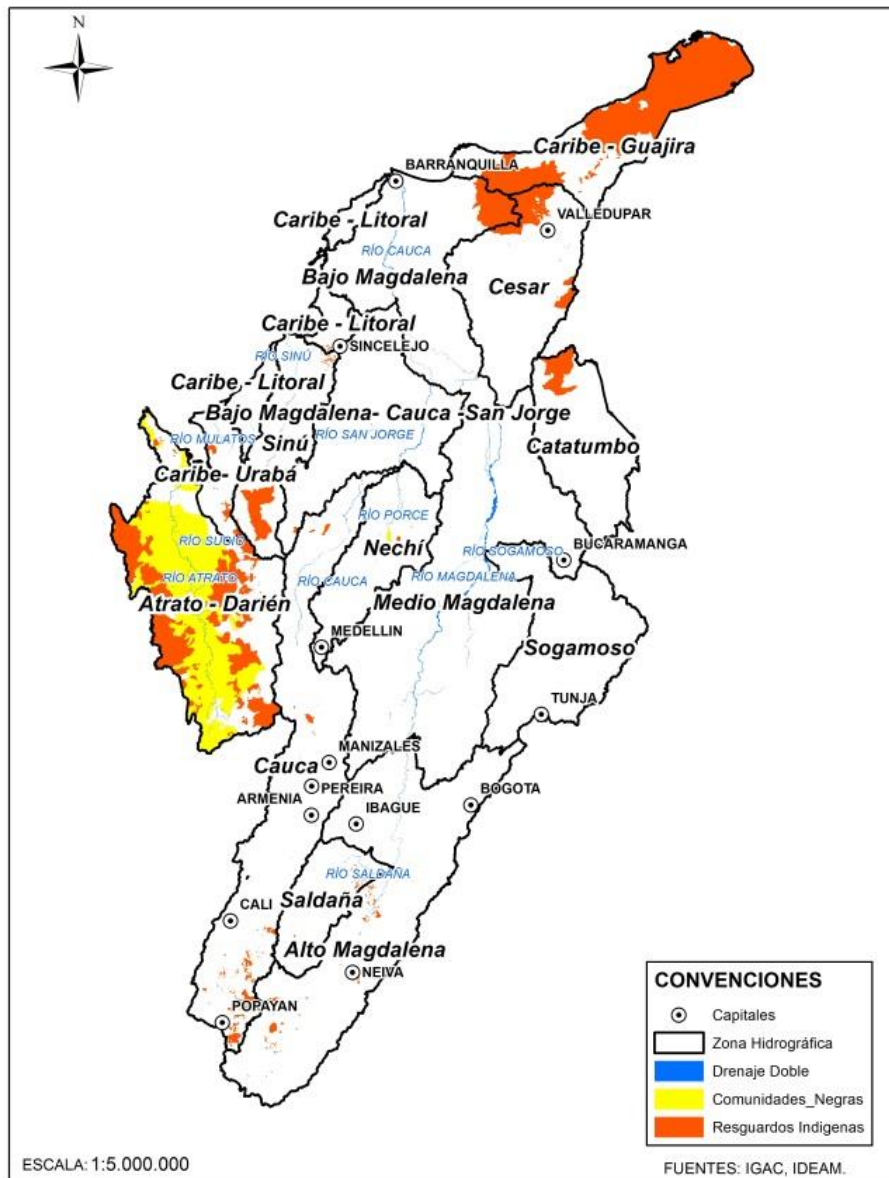 N
Caribe - Guajira
BARRANQUILLA
VALLEDUPAR
Caribe - Litoral
RÍO CAUCA
Bajo Magdalena
Cesar
Caribe - Litoral
SINCELEJO
RÍO SINÚ
Caribe - Litoral
Bajo Magdalena- Cauca -San Jorge
RÍO MULATOS
Sinú
RÍO SAN JORGE
Catatumbo
Caribe- Urabá
RÍO PORCE
RÍO SUCIO
Nechí
BUCARAMANGA
RÍO SOGAMOSO
RÍO ATRATO
RÍO CAUCA
RÍO MAGDALENA
Atrato - Darién
Medio Magdalena
MEDELLIN
Sogamoso
TUNJA
MANIZALES
Cauca
PEREIRA
ARMENIA
IBAGUE
BOGOTA
RÍO SALDAÑA
Saldaña
CALI
Alto Magdalena
NEIVA
POPAYAN
CONVENCIONES
Capitales
Zona Hidrográfica
Drenaje Doble
Comunidades_Negras
Resguardos Indigenas
ESCALA: 1:5.000.000
FUENTES: IGAC, IDEAM.